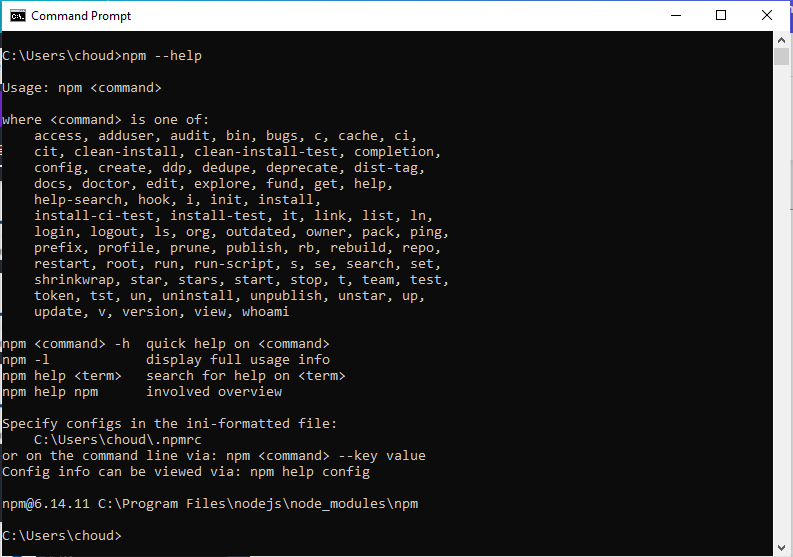 Command Prompt
C:\Users\choud>npm --help
Usage: npm <command>
where <command> is one of:
    access, adduser, audit, bin, bugs, c, cache, ci,
    cit, clean-install, clean-install-test, completion,
    config, create, ddp, dedupe, deprecate, dist-tag,
    docs, doctor, edit, explore, fund, get, help,
    help-search, hook, i, init, install,
    install-ci-test, install-test, it, link, list, ln,
    login, logout, ls, org, outdated, owner, pack, ping,
    prefix, profile, prune, publish, rb, rebuild, repo,
    restart, root, run, run-script, s, se, search, set,
    shrinkwrap, star, stars, start, stop, t, team, test,
    token, tst, un, uninstall, unpublish, unstar, up,
    update, v, version, view, whoami
npm <command> -h  quick help on <command>
npm -l            display full usage info
npm help <term>   search for help on <term>
npm help npm      involved overview
Specify configs in the ini-formatted file:
    C:\Users\choud\.npmrc
or on the command line via: npm <command> --key value
Config info can be viewed via: npm help config
npm@6.14.11 C:\Program Files\nodejs\node_modules\npm
C:\Users\choud>